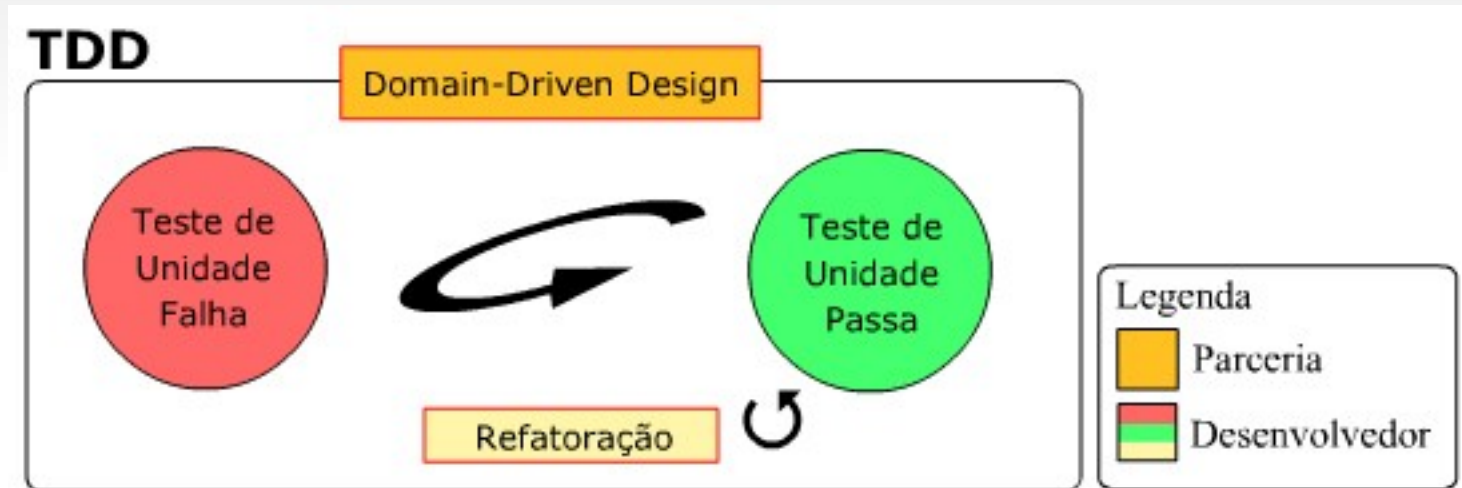 TDD
Domain-Driven Design
Teste de
Unidade
Falha
Teste de
Unidade
Passa
Refatoração
Legenda
Parceria
Desenvolvedor